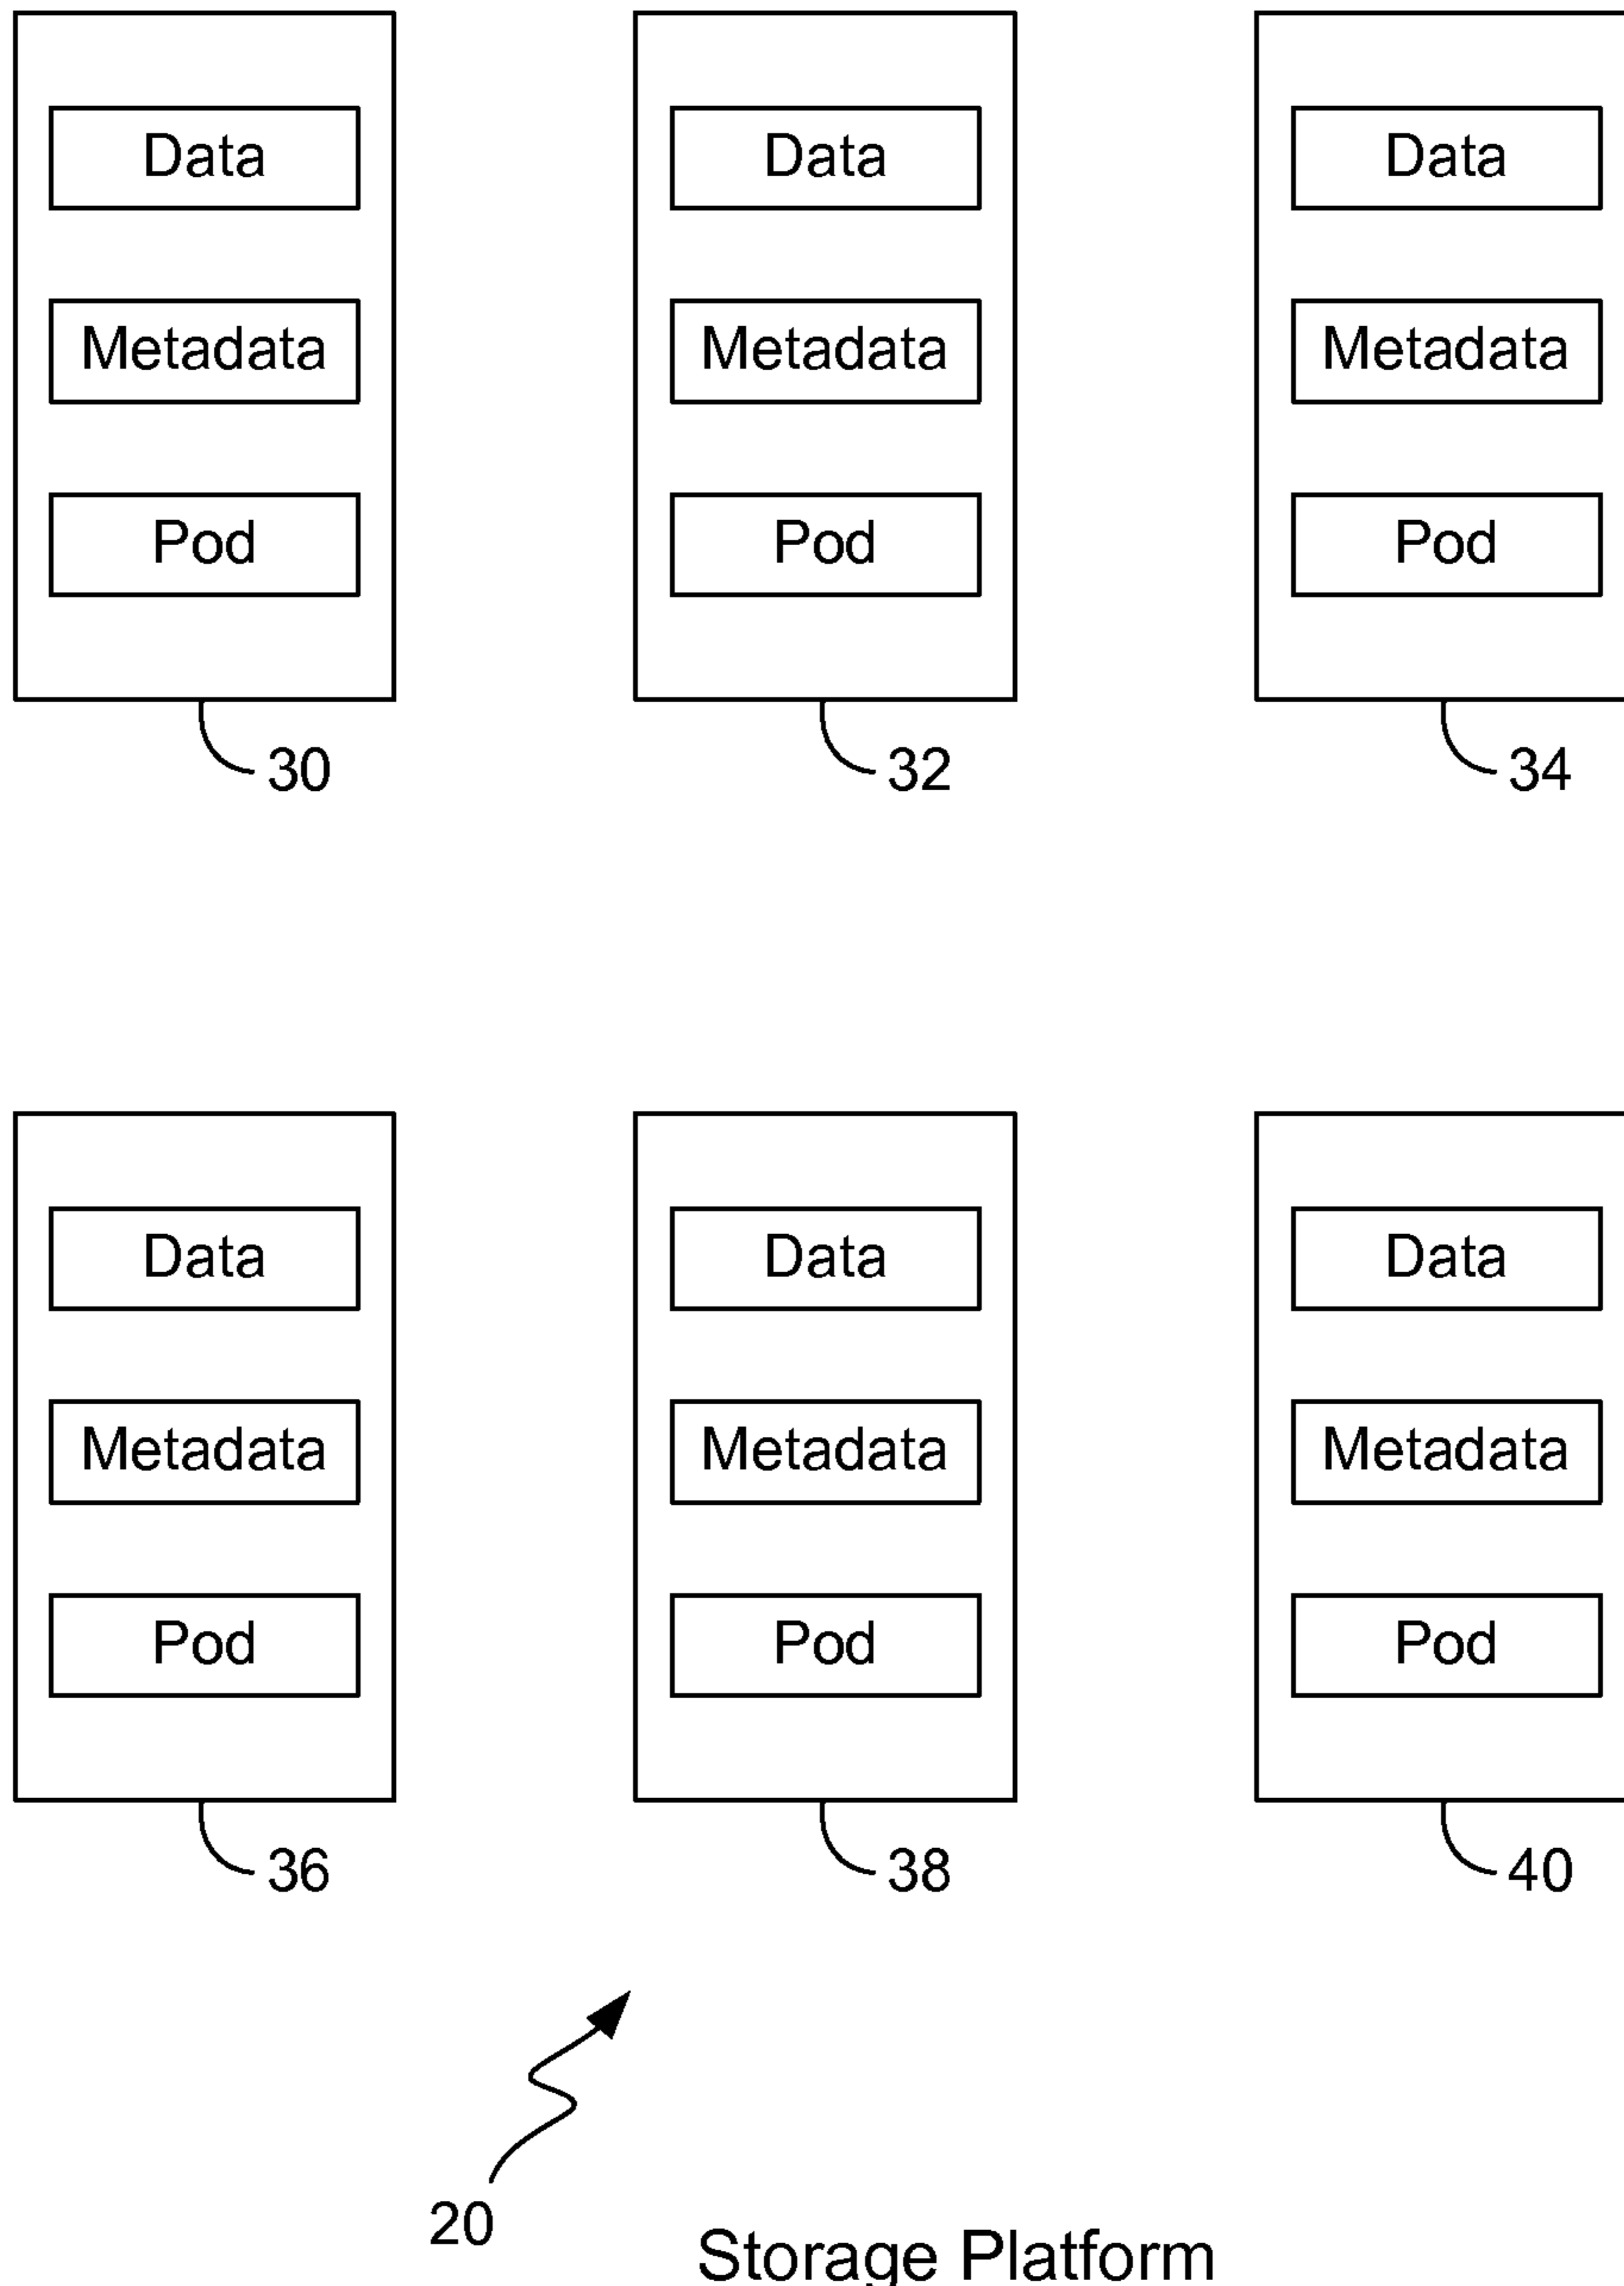 Data Data Data
Metadata Metadata Metadata
Pod Pod Pod
30 32 34
Data Data Data
Metadata Metadata Metadata
Pod Pod Pod
36 38 40
20
Storage Platform